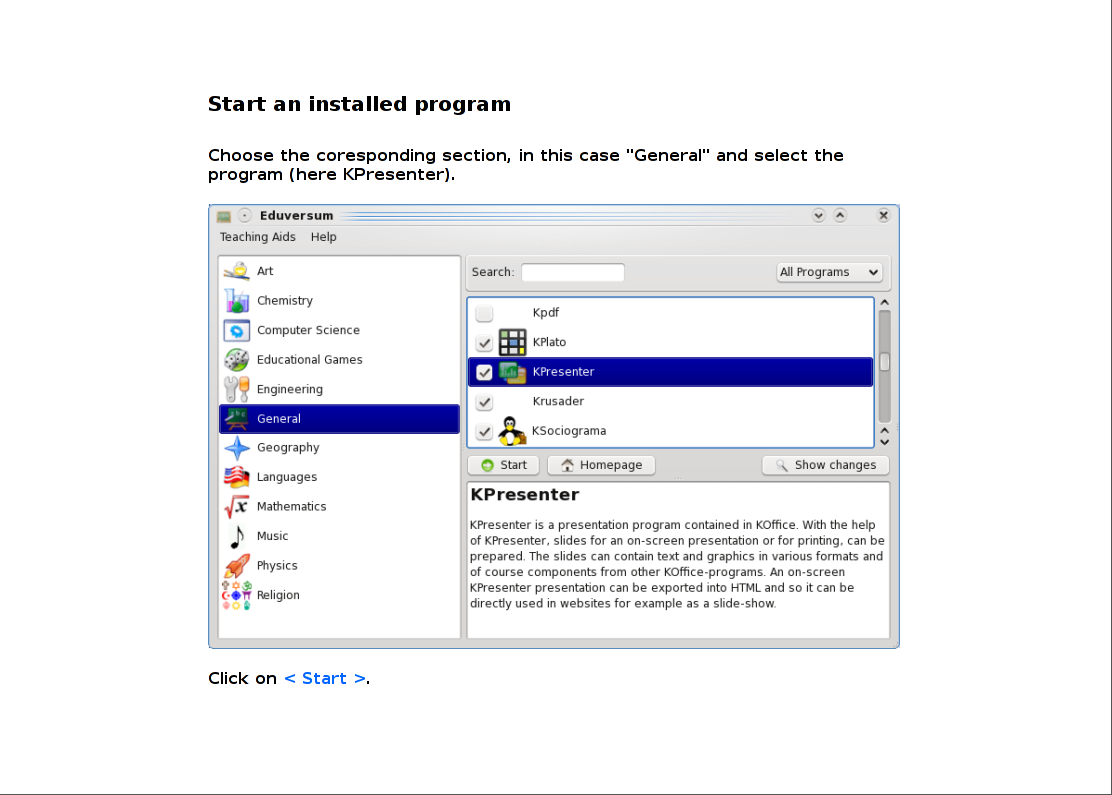 Start an installed program
Choose the coresponding section, in this case "General" and select the
program (here KPresenter).
Eduversum
Teaching Aids Help
Art
Chemistry
Computer Science
Educational Games
Engineering
General
Geography
Languages
Mathematics
Music
Physics
Religion
Search: All Programs
Kpdf
KPlato
KPresenter
Krusader
KSociograma
Start Homepage Show changes
KPresenter
KPresenter is a presentation program contained in KOffice. With the help
of KPresenter, slides for an on-screen presentation or for printing, can be
prepared. The slides can contain text and graphics in various formats and
of course components from other KOffice-programs. An on-screen
KPresenter presentation can be exported into HTML and so it can be
directly used in websites for example as a slide-show.
Click on < Start >.